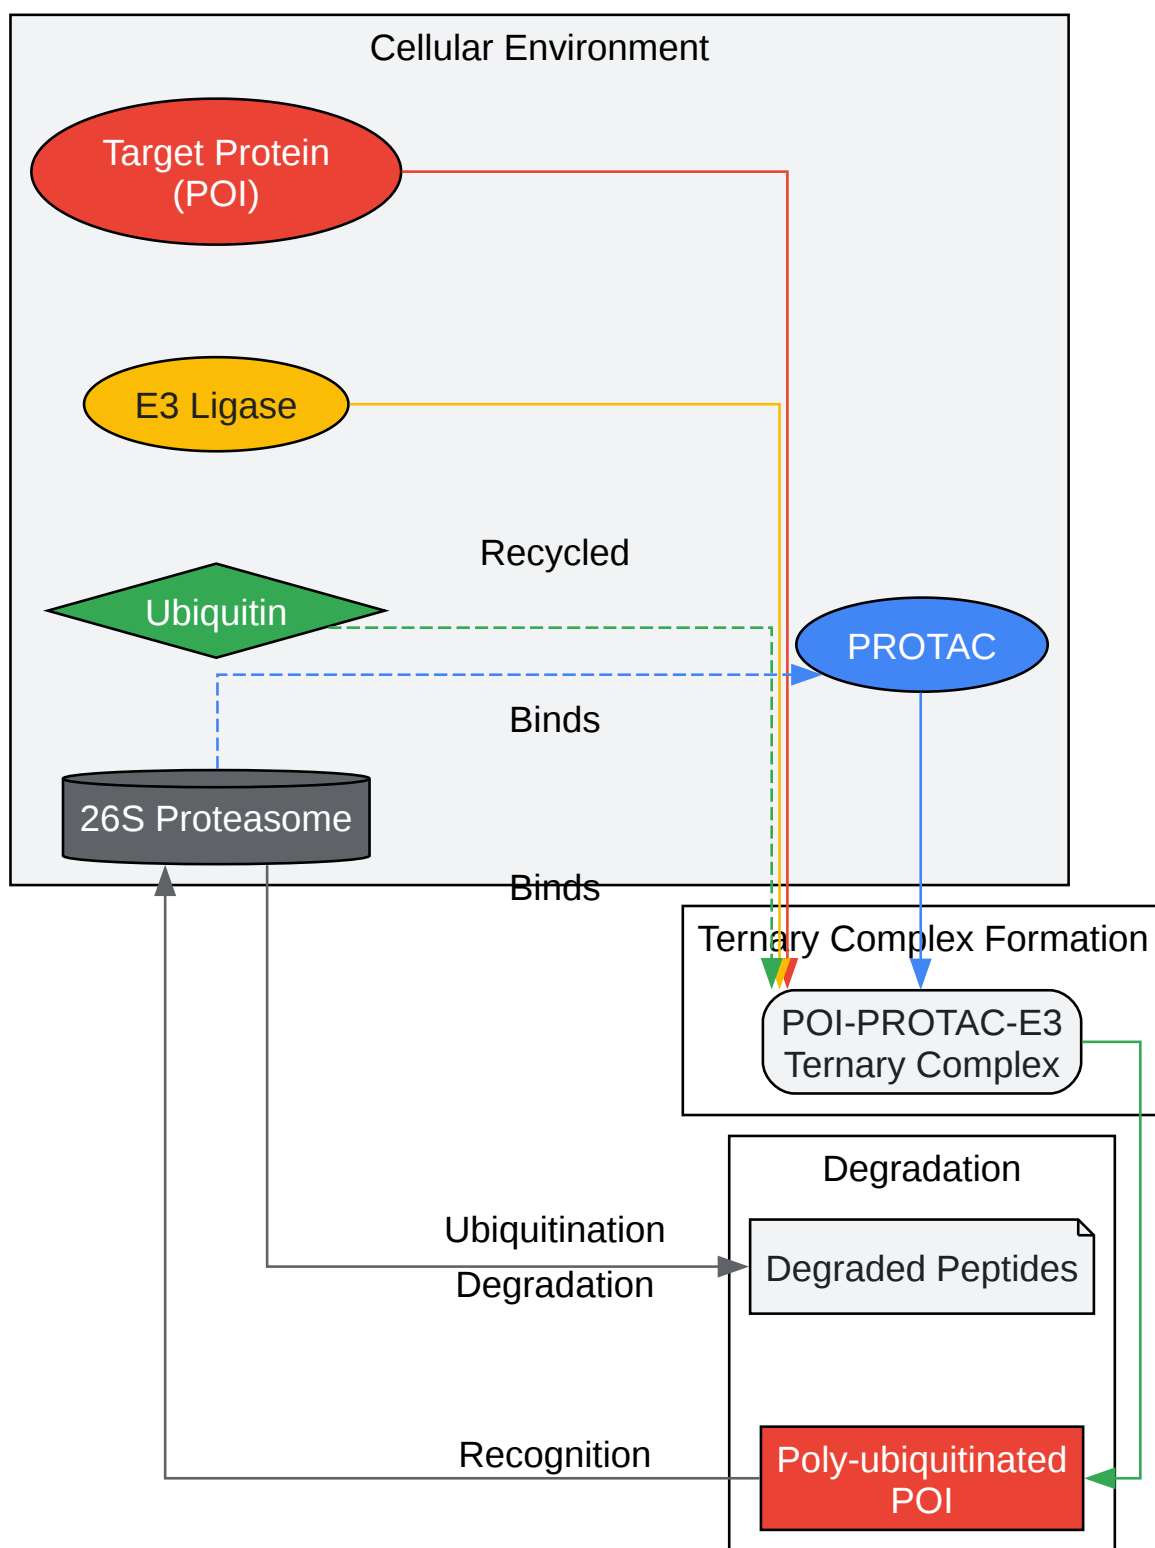 Cellular Environment
Target Protein
(POI)
E3 Ligase
Recycled
Ubiquitin
PROTAC
Binds
26S Proteasome
Binds
Ternary Complex Formation
POI-PROTAC-E3
Ternary Complex
Degradation
Ubiquitination
Degraded Peptides
Degradation
Recognition
Poly-ubiquitinated
POI